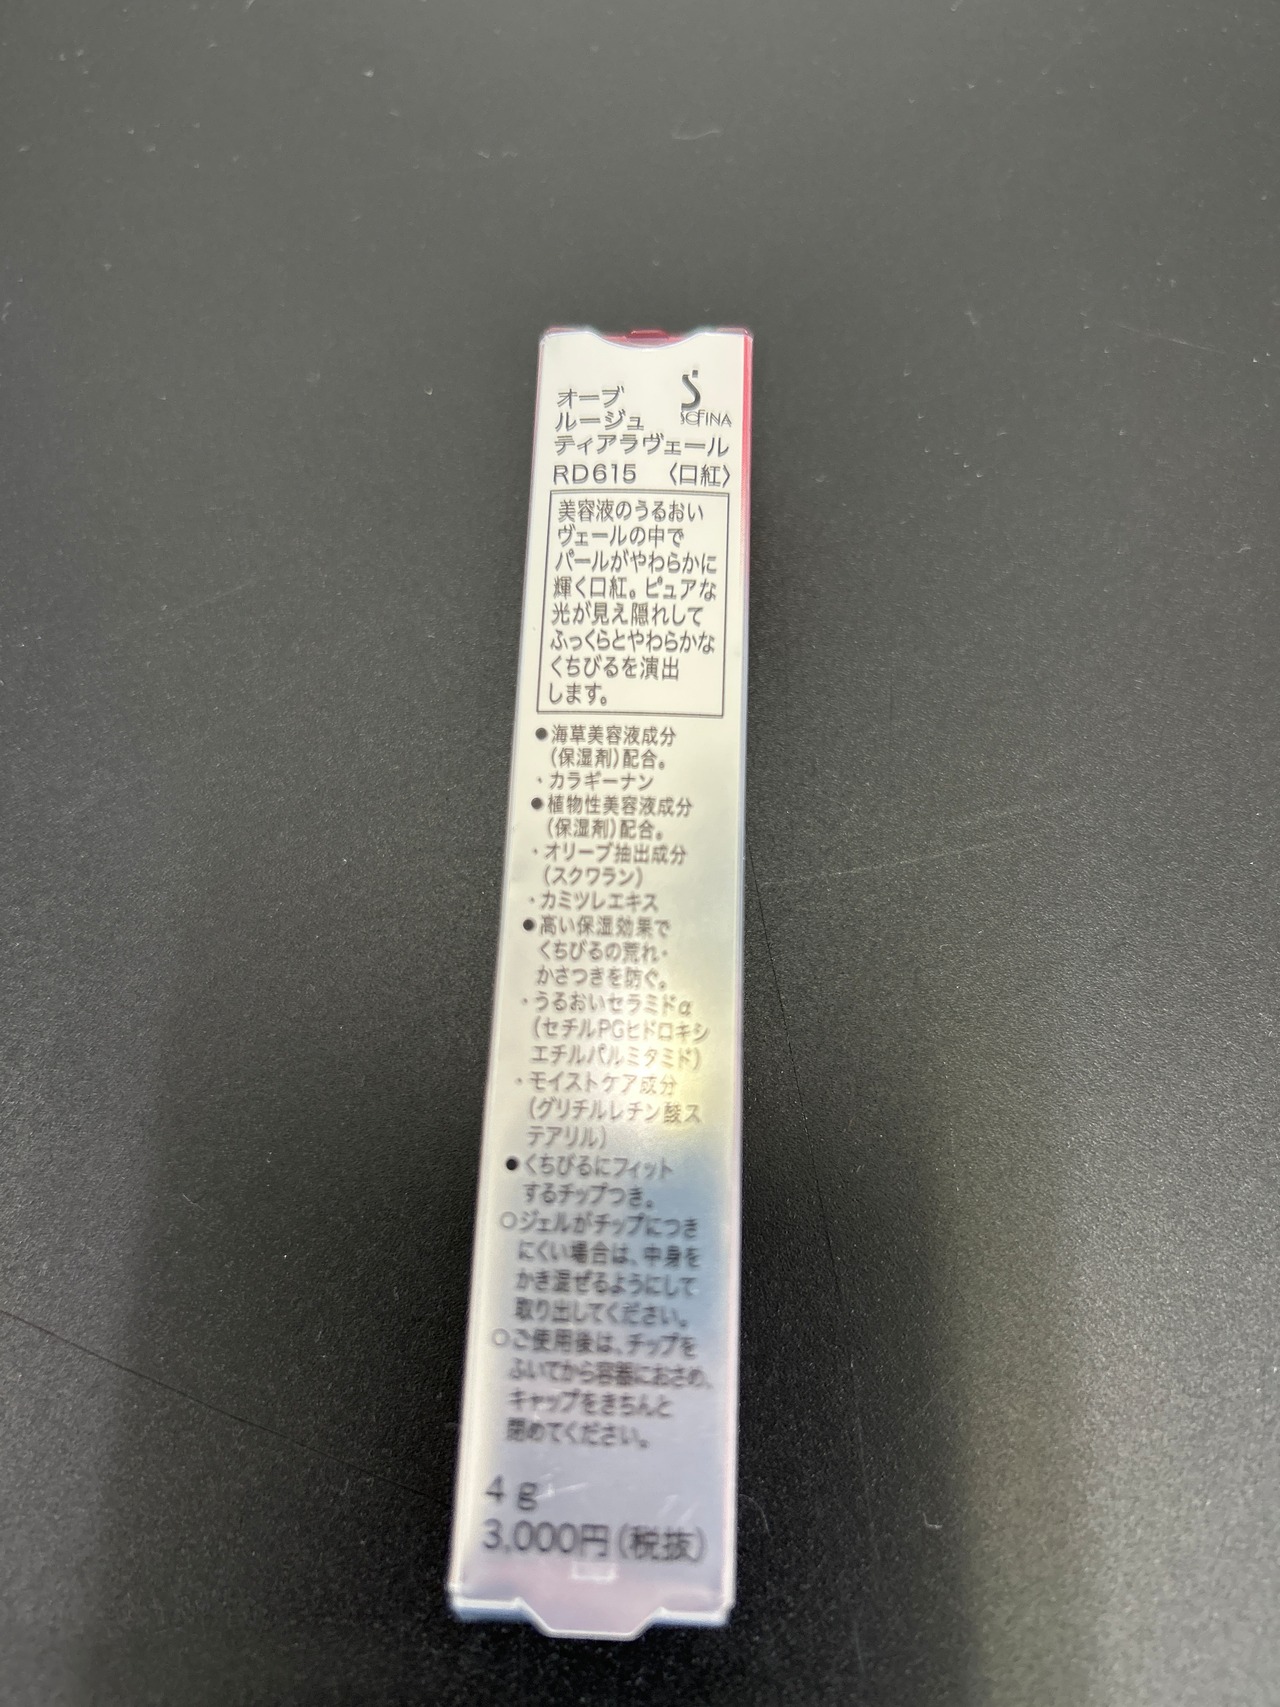 オーブ
ルージュ
SOFINA
ティアラヴェール
RD615 〈口紅〉
美容液のうるおい
ヴェールの中で
パールがやわらかに
輝く口紅。ピュアな
光が見え隠れして
ふっくらとやわらかな
くちびるを演出
します。
●海草美容液成分
(保湿剤)配合。
・カラギーナン
●植物性美容液成分
(保湿剤)配合。
・オリーブ抽出成分
(スクワラン)
・カミツレエキス
●高い保湿効果で
くちびるの荒れ・
かさつきを防ぐ。
・うるおいセラミドα
(セチルPGヒドロキシ
エチルパルミタミド)
・モイストケア成分
(グリチルレチン酸ス
テアリル)
●くちびるにフィット
するチップつき。
○ジェルがチップにつき
にくい場合は、中身を
かき混ぜるようにして
取り出してください。
○ご使用後は、チップを
ふいてから容器におさめ、
キャップをきちんと
閉めてください。
4g
3,000円(税抜)